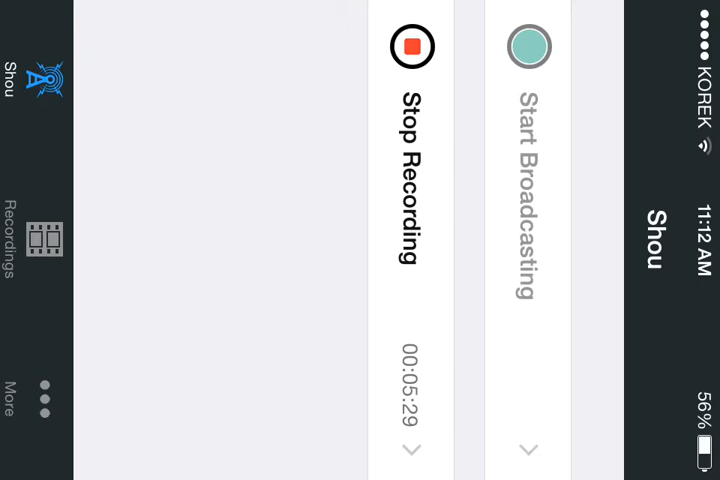 KOREK 11:12 AM 56%
Shou
Start Broadcasting
Stop Recording 00:05:29
Shou Recordings More